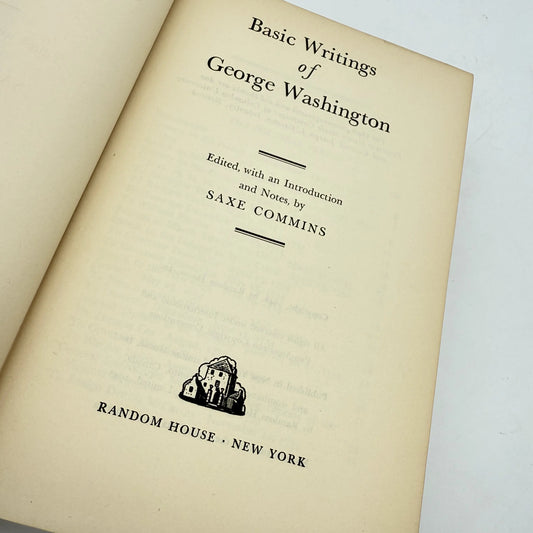 Basic Writings
of
George Washington
Edited, with an Introduction
and Notes, by
SAXE COMMINS
RANDOM HOUSE · NEW YORK